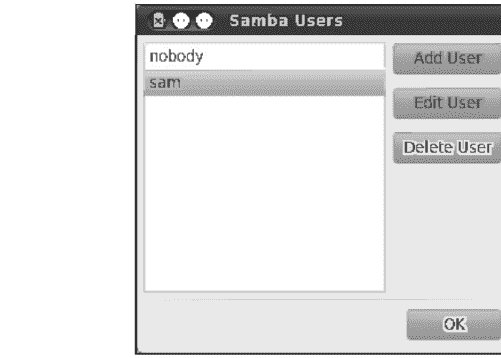 Samba Users
nobody
sam
Add User
Edit User
Delete User
OK